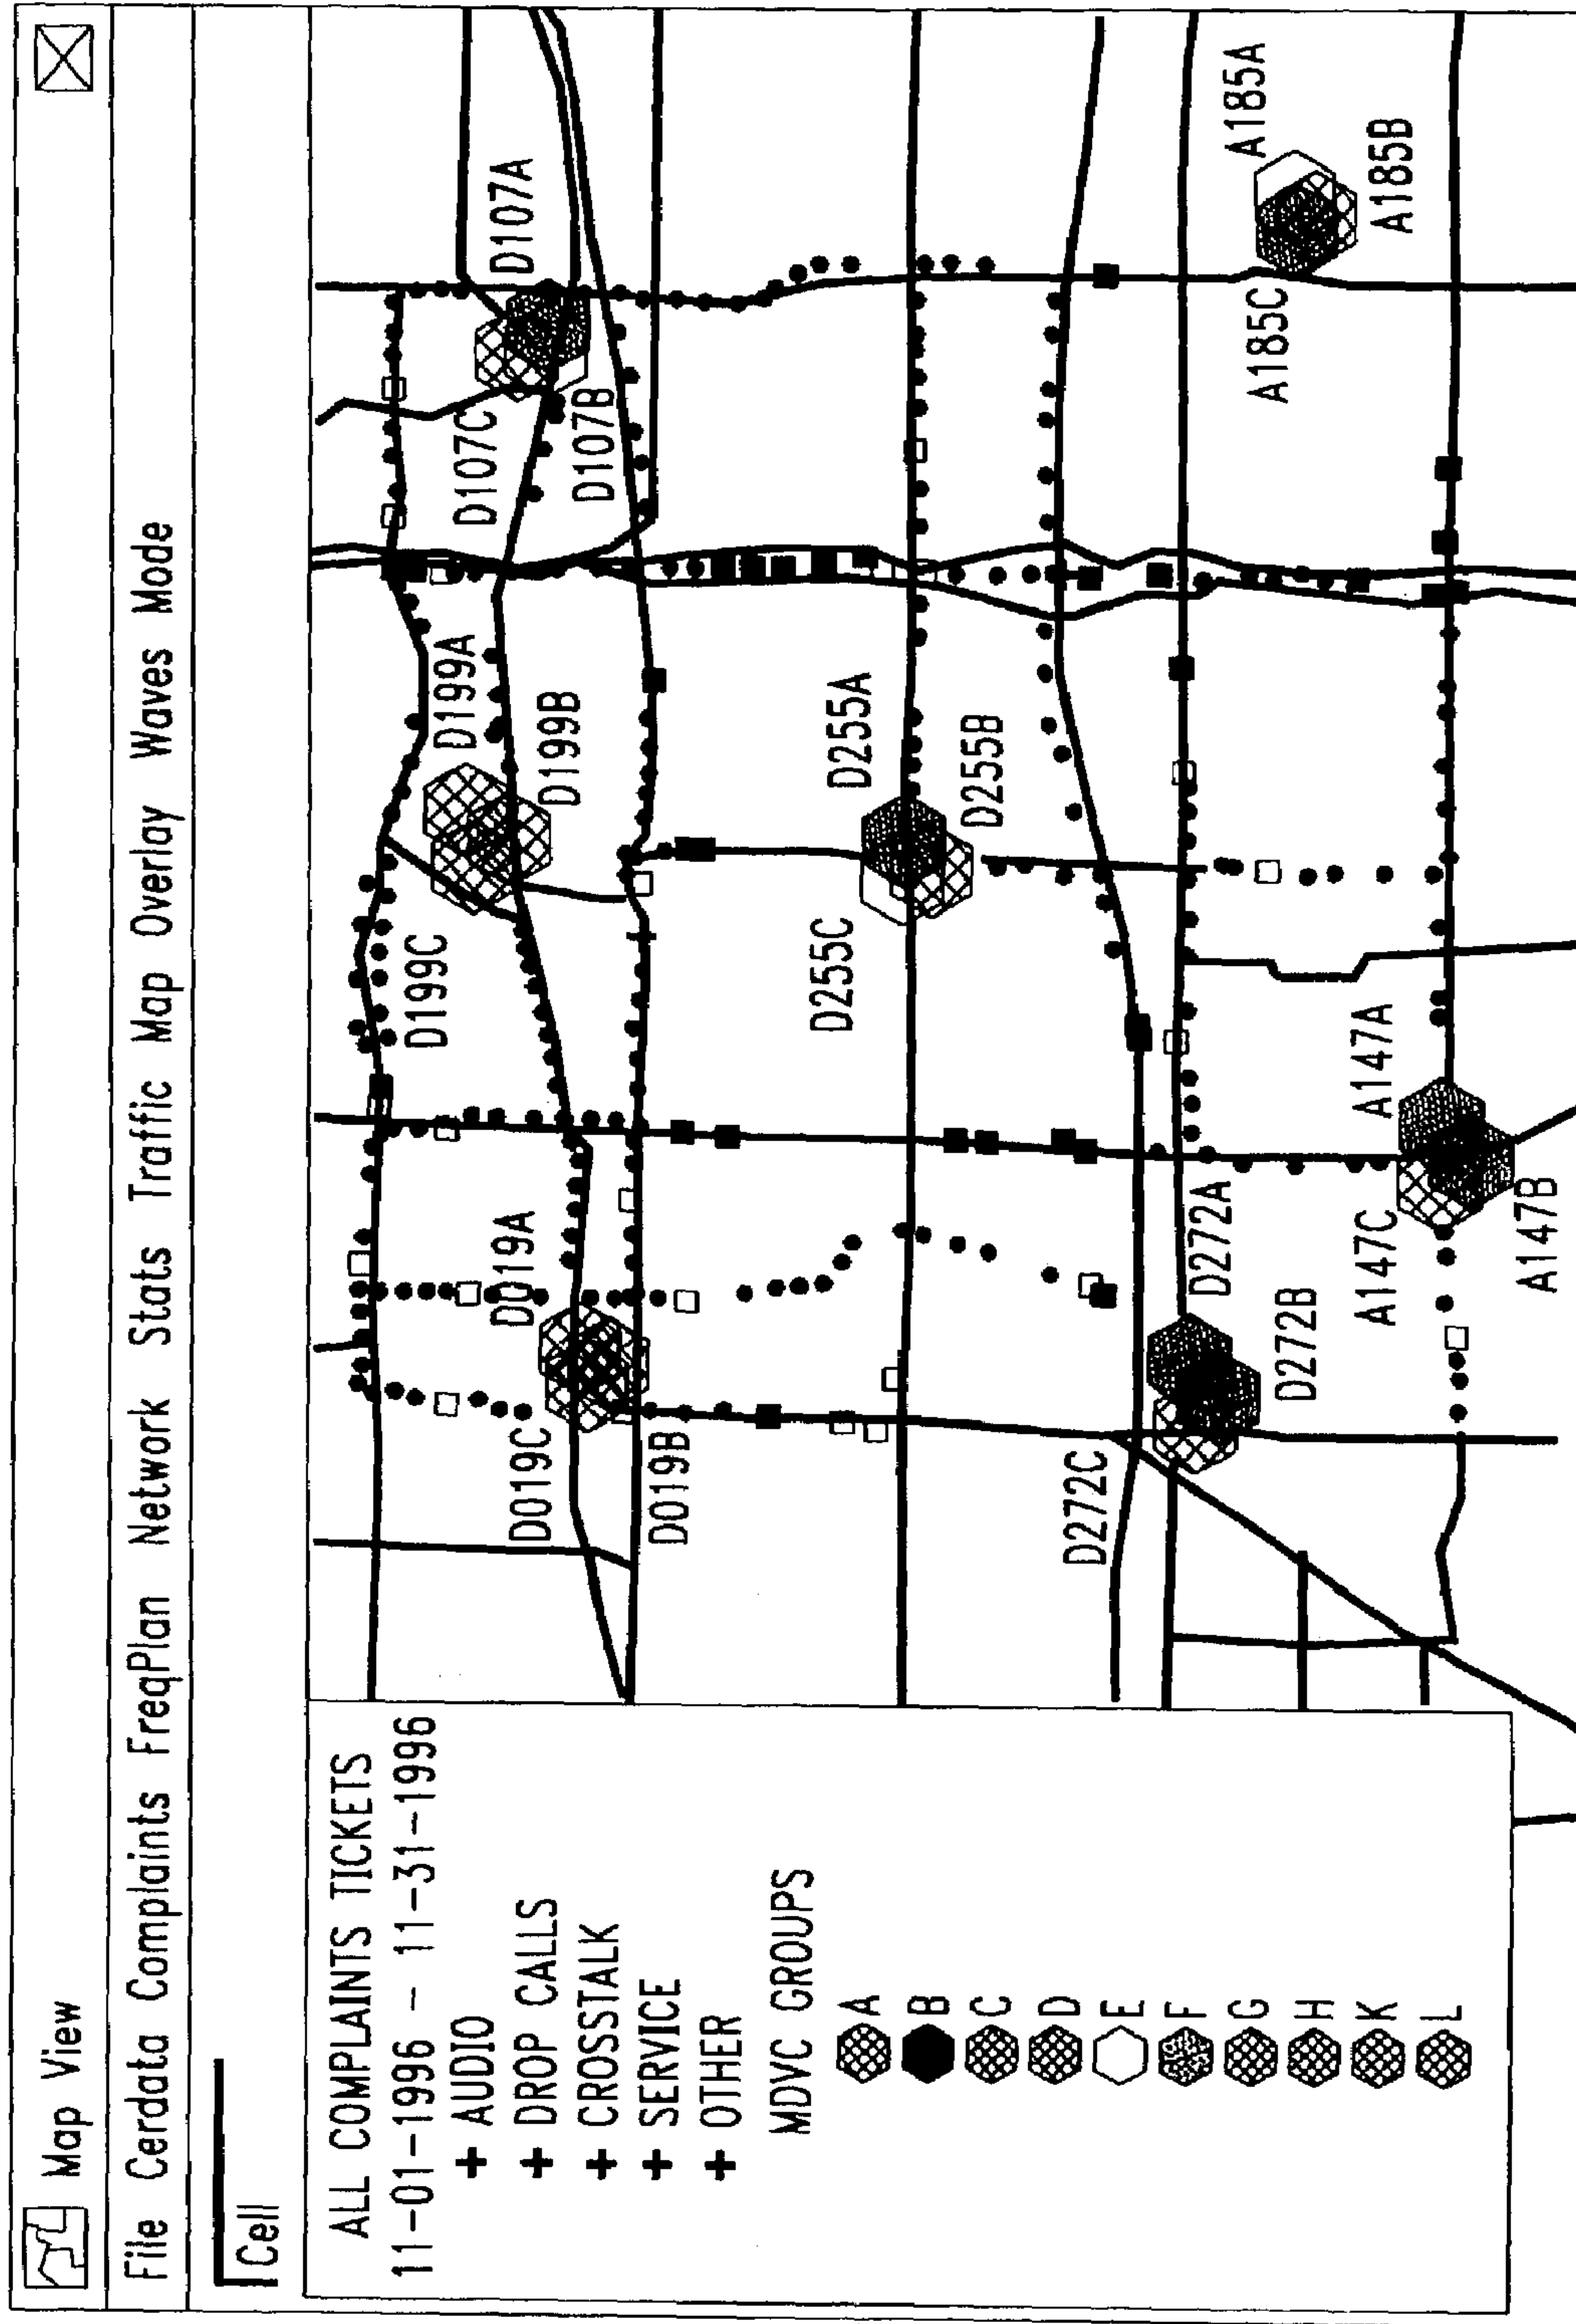 Map View
File Cerdata Complaints FreqPlan Network Stats Traffic Map Overlay Waves Mode
Cell
ALL COMPLAINTS TICKETS
11-01-1996 - 11-31-1996
+ AUDIO
+ DROP CALLS
+ CROSSTALK
+ SERVICE
+ OTHER
MDVC GROUPS
A
B
C
D
E
F
G
H
K
L
D199C
D199A
D107C
D107A
D019C
D019A
D199B
D107B
D019B
D255C
D255A
D255B
D272C
D272A
A185C
A185A
D272B
A147C
A147A
A185B
A147B